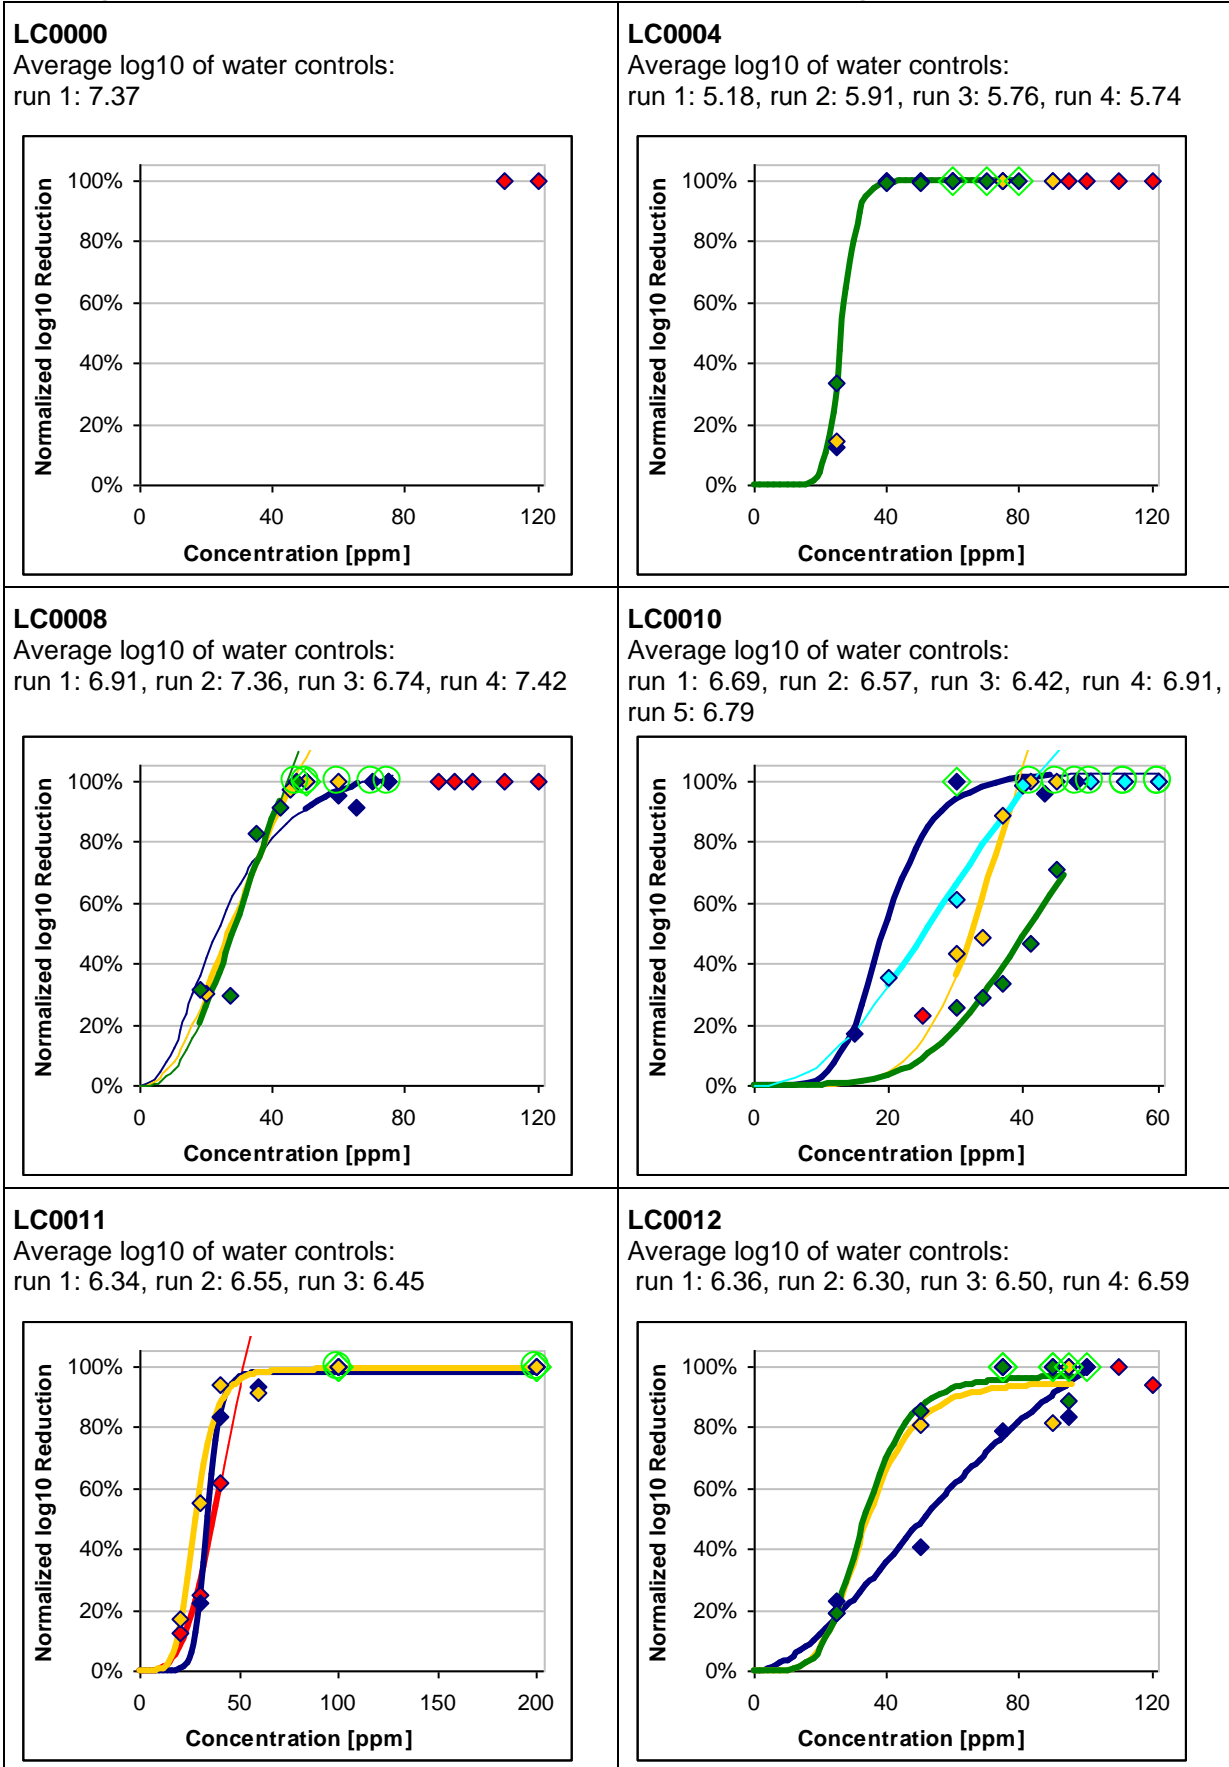 LC0000
Average log10 of water controls:
run 1: 7.37
Normalized log10 Reduction
100%
80%
60%
40%
20%
0%
0 40 80 120
Concentration [ppm]
LC0004
Average log10 of water controls:
run 1: 5.18, run 2: 5.91, run 3: 5.76, run 4: 5.74
Normalized log10 Reduction
100%
80%
60%
40%
20%
0%
0 40 80 120
Concentration [ppm]
LC0008
Average log10 of water controls:
run 1: 6.91, run 2: 7.36, run 3: 6.74, run 4: 7.42
Normalized log10 Reduction
100%
80%
60%
40%
20%
0%
0 40 80 120
Concentration [ppm]
LC0010
Average log10 of water controls:
run 1: 6.69, run 2: 6.57, run 3: 6.42, run 4: 6.91,
run 5: 6.79
Normalized log10 Reduction
100%
80%
60%
40%
20%
0%
0 20 40 60
Concentration [ppm]
LC0011
Average log10 of water controls:
run 1: 6.34, run 2: 6.55, run 3: 6.45
Normalized log10 Reduction
100%
80%
60%
40%
20%
0%
0 50 100 150 200
Concentration [ppm]
LC0012
Average log10 of water controls:
run 1: 6.36, run 2: 6.30, run 3: 6.50, run 4: 6.59
Normalized log10 Reduction
100%
80%
60%
40%
20%
0%
0 40 80 120
Concentration [ppm]